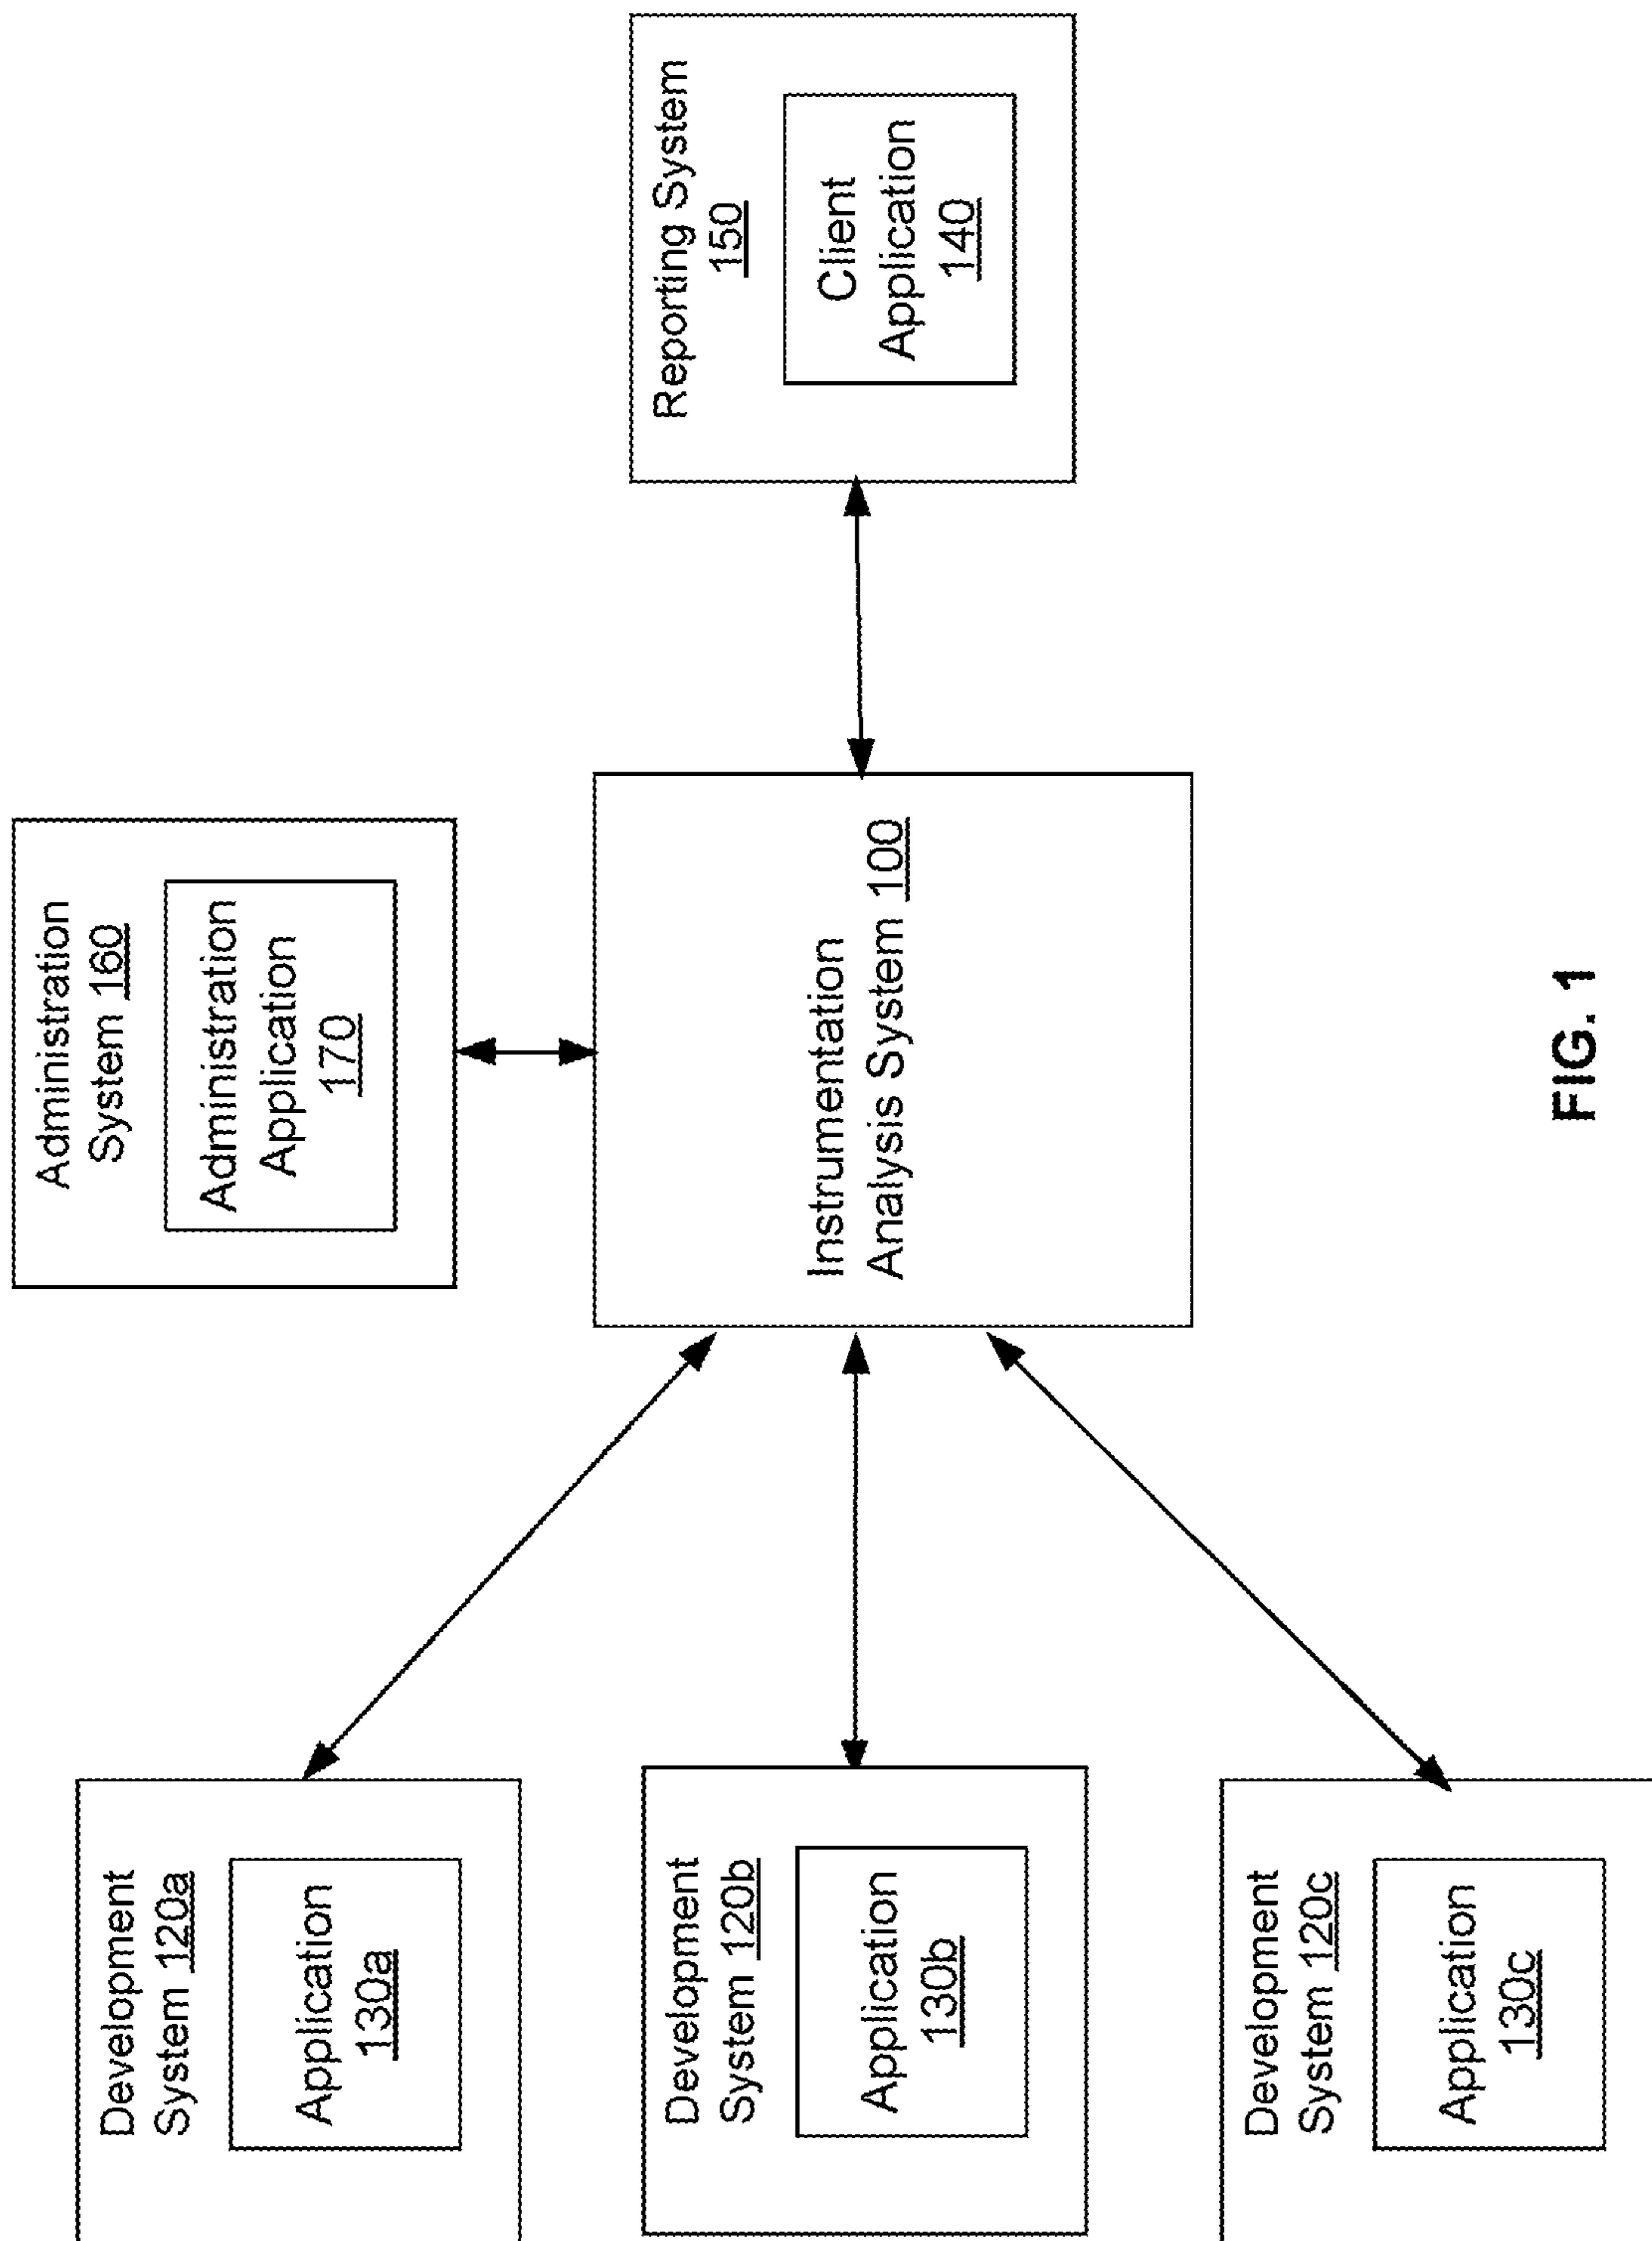 Administration
System 160
Administration
Application
170
Development
System 120a
Application
130a
Development
System 120b
Application
130b
Development
System 120c
Application
130c
Instrumentation
Analysis System 100
Reporting System
150
Client
Application
140
FIG. 1